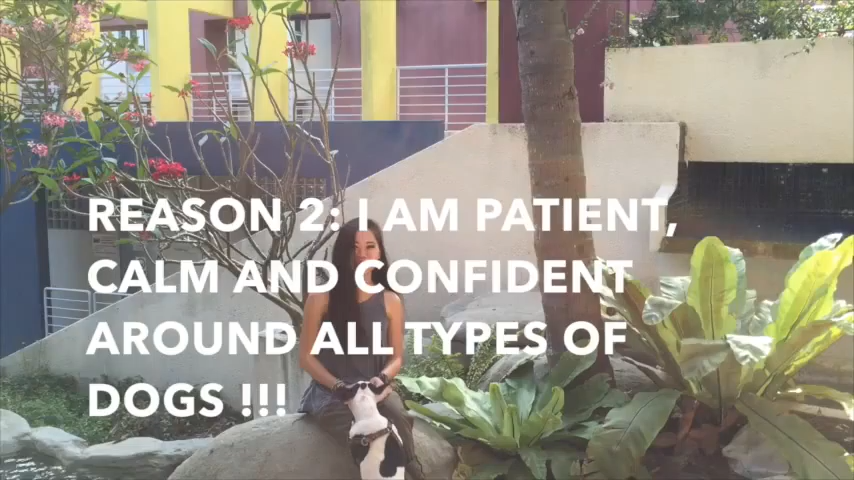 REASON 2: I AM PATIENT,
CALM AND CONFIDENT
AROUND ALL TYPES OF
DOGS !!!